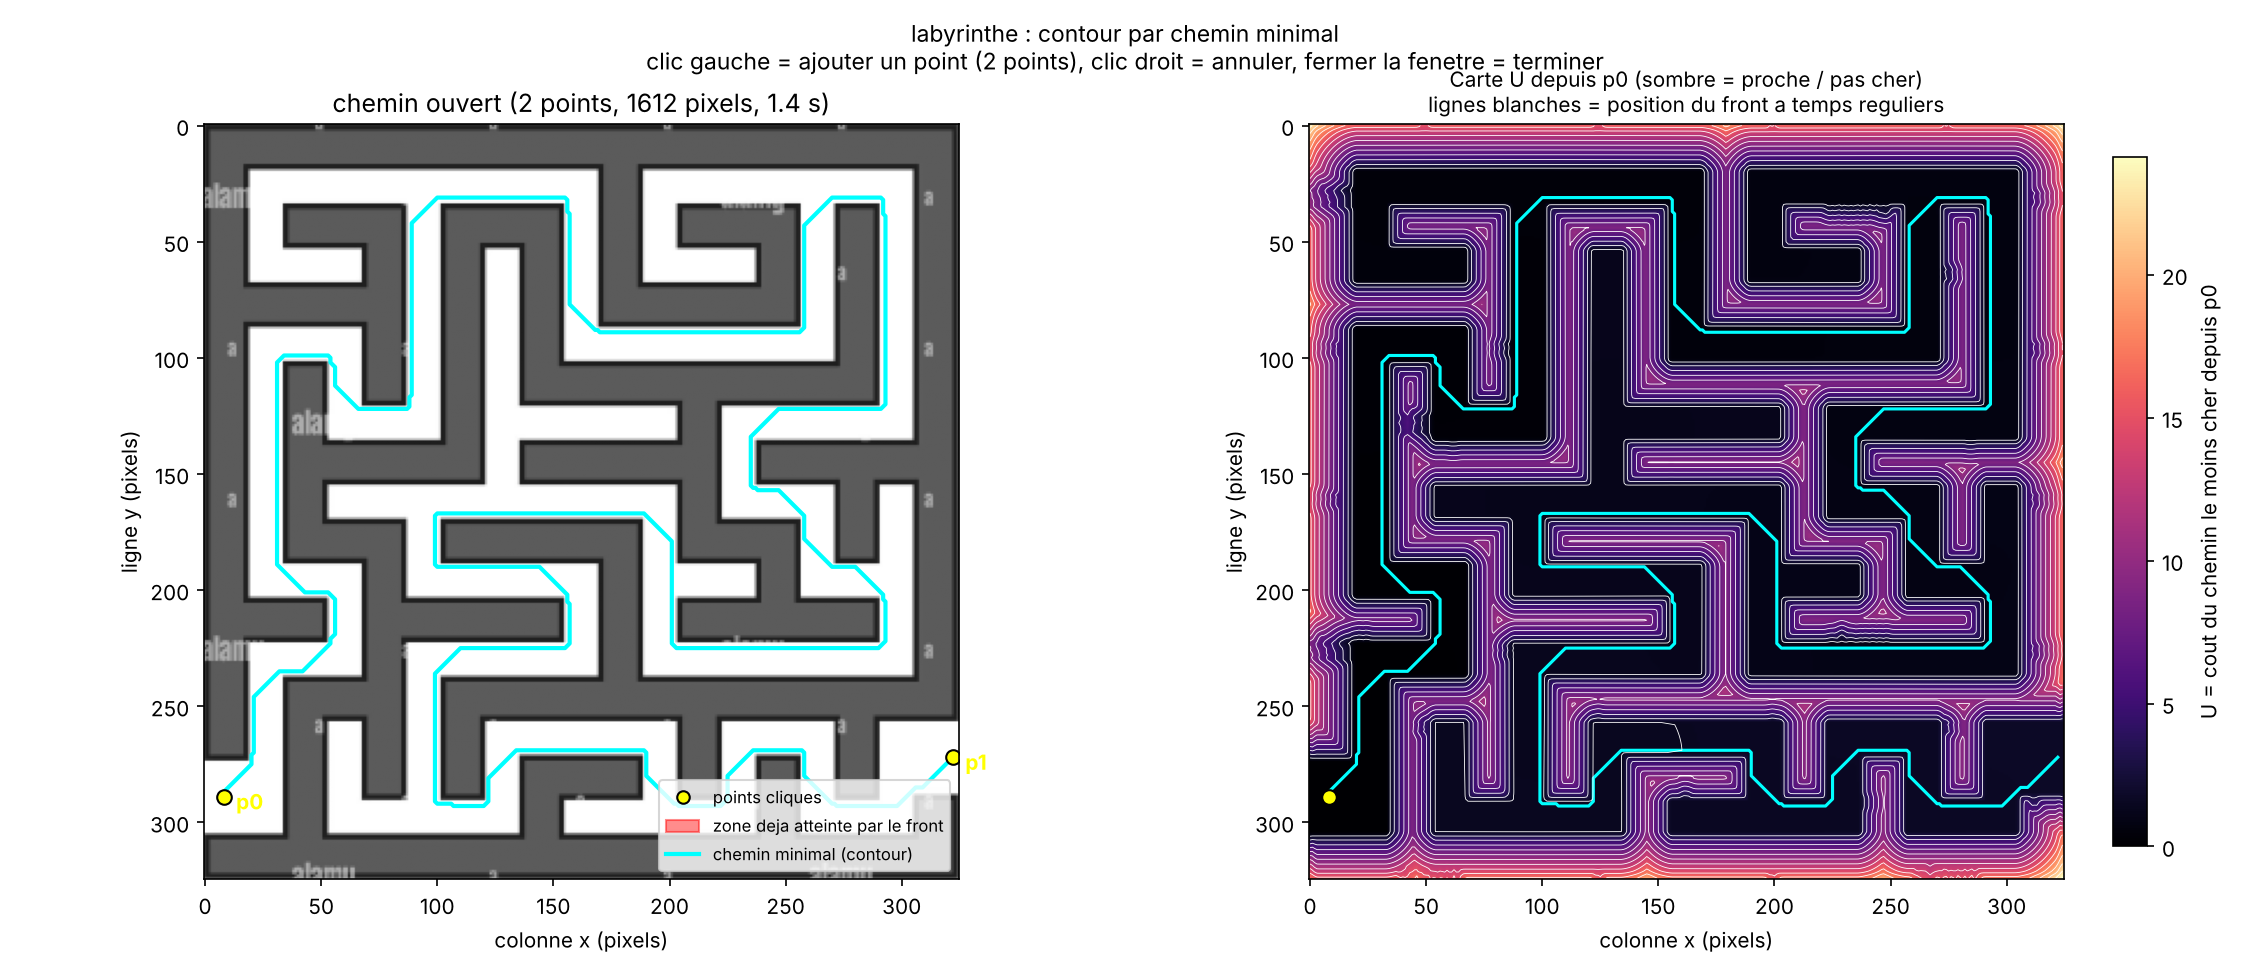 labyrinthe : contour par chemin minimal
clic gauche = ajouter un point (2 points), clic droit = annuler, fermer la fenetre = terminer
chemin ouvert (2 points, 1612 pixels, 1.4 s)
0
50
100
150
200
250
300
ligne y (pixels)
0
50
100
150
200
250
300
colonne x (pixels)
alam
a
a
a
alam
a
a
a
a
a
a
alamu
a
p0
p1
points cliques
zone deja atteinte par le front
chemin minimal (contour)
alamu
Carte U depuis p0 (sombre = proche / pas cher)
lignes blanches = position du front a temps reguliers
0
50
100
150
200
250
300
ligne y (pixels)
0
50
100
150
200
250
300
colonne x (pixels)
20
15
10
5
0
U = cout du chemin le moins cher depuis p0